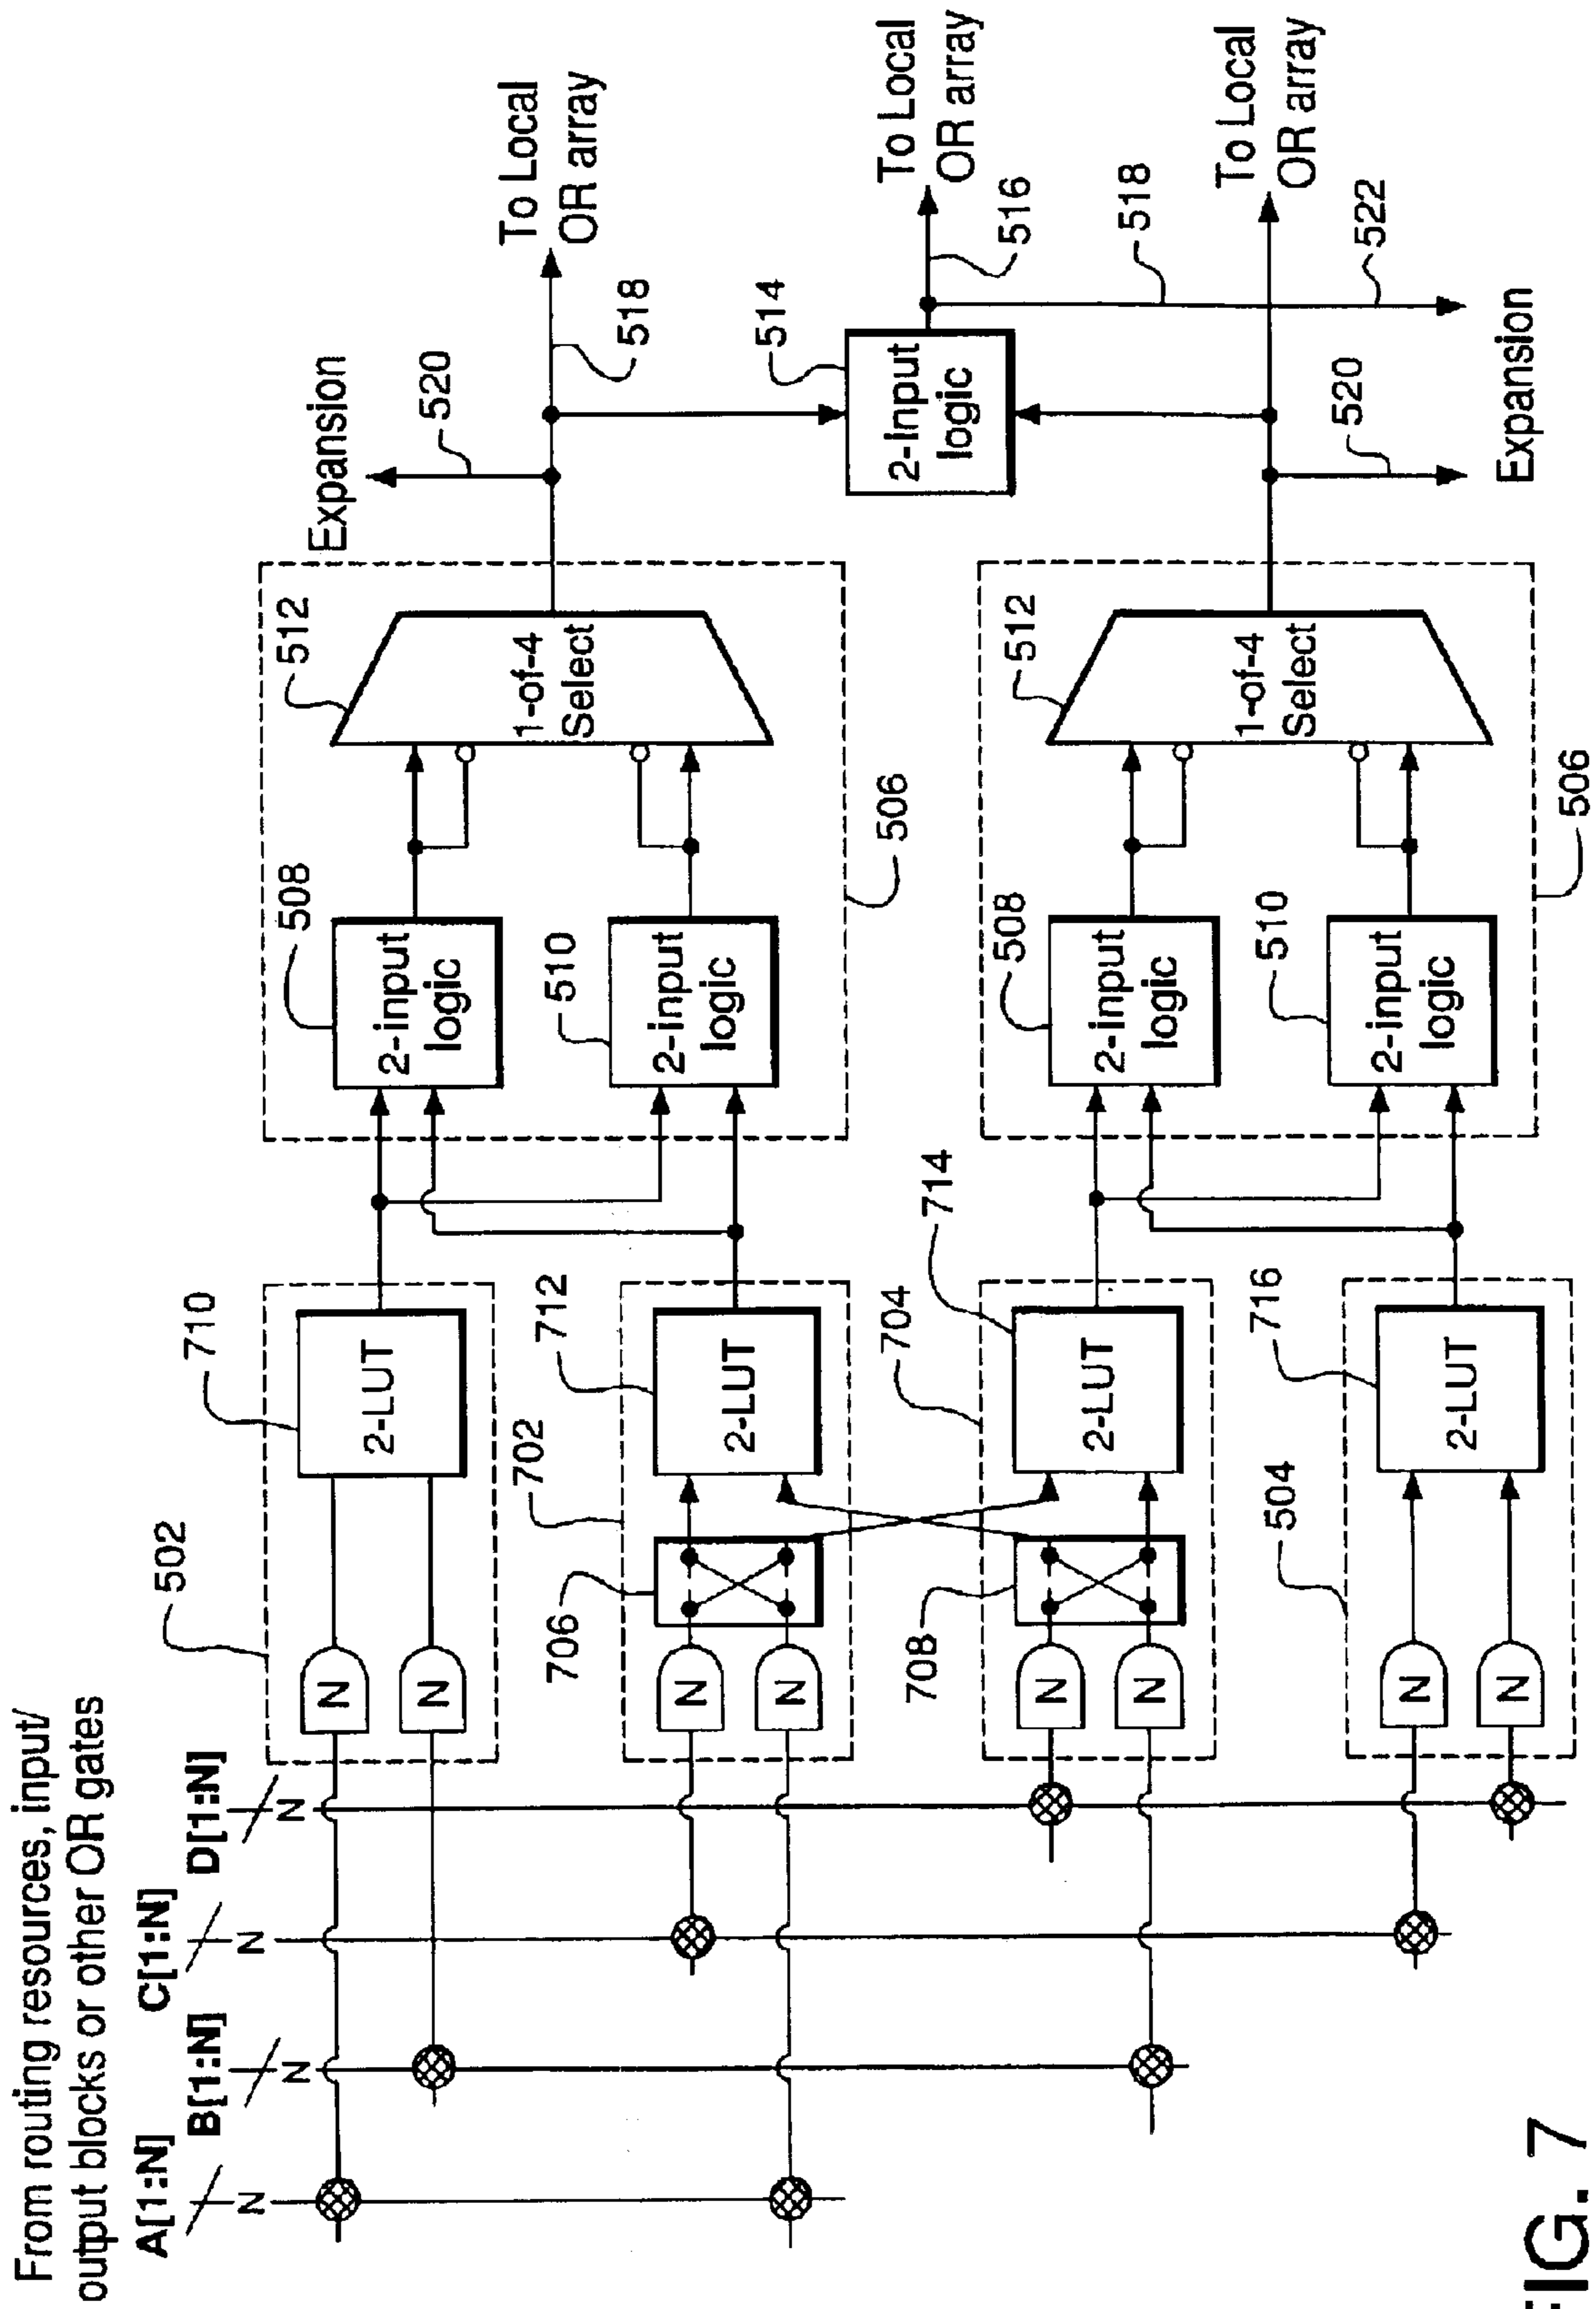 From routing resources, input/
output blocks or other OR gates
A[1:N]
B[1:N]
C[1:N]
D[1:N]
N
N
N
N
502
N
N
710
2-LUT
702
706
N
N
712
2-LUT
704
708
N
N
714
2-LUT
504
N
N
716
2-LUT
508
2-input
logic
510
2-input
logic
512
1-of-4
Select
506
508
2-input
logic
510
2-input
logic
512
1-of-4
Select
506
Expansion
520
To Local
OR array
518
514
2-Input
logic
To Local
OR array
516
518
To Local
OR array
522
520
Expansion
FIG. 7